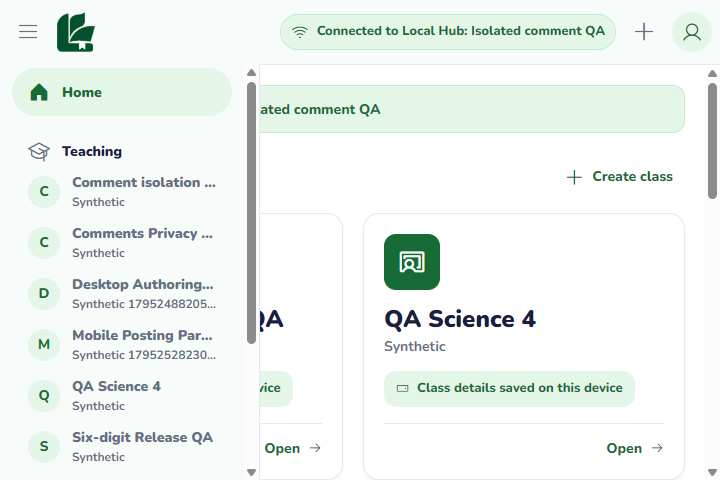 Connected to Local Hub: Isolated comment QA
Home
Teaching
C
Comment isolation ...
Synthetic
C
Comments Privacy ...
Synthetic
D
Desktop Authoring...
Synthetic 17952488205...
M
Mobile Posting Par...
Synthetic 17952528230...
Q
QA Science 4
Synthetic
S
Six-digit Release QA
Synthetic
ated comment QA
Create class
QA
vice
Open
QA Science 4
Synthetic
Class details saved on this device
Open